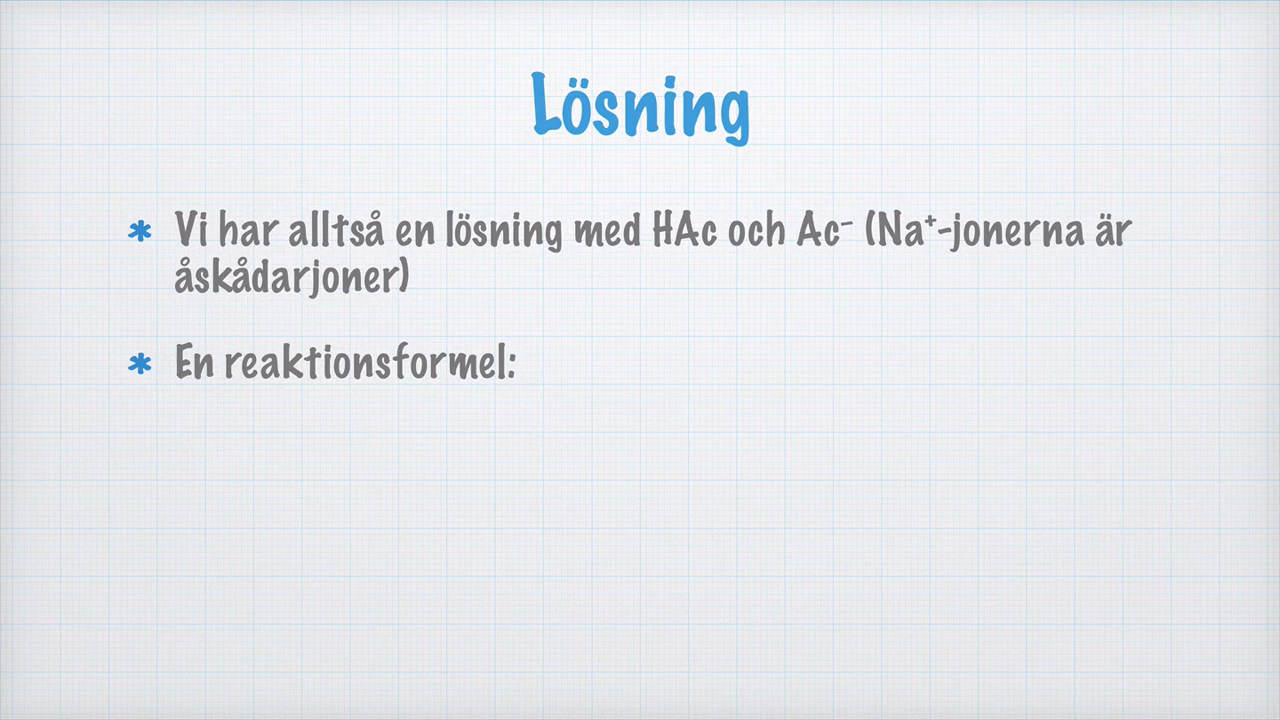 Lösning
* Vi har alltså en lösning med HAc och Ac⁻ (Na⁺-jonerna är
åskådarjoner)
* En reaktionsformel: